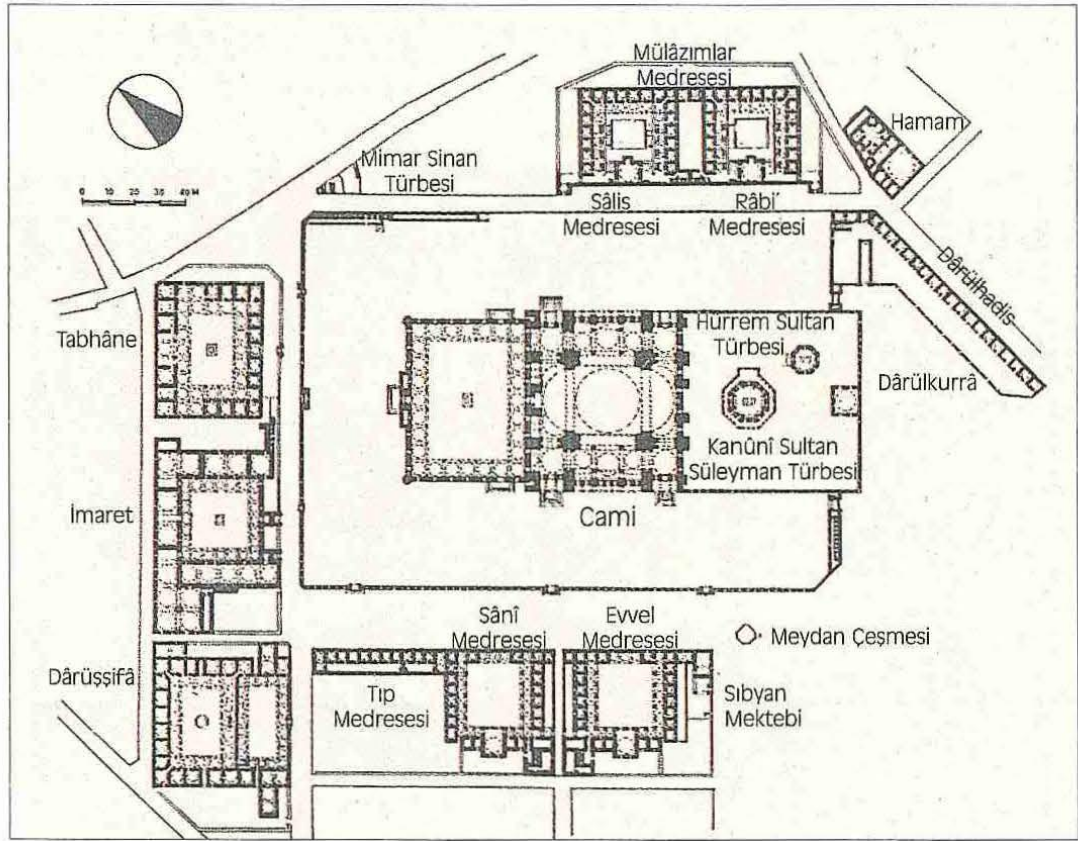 Mülâzımlar
Medresesi
Hamam
Mimar Sinan
Türbesi
0 10 20 30 40 M
Sâlis
Medresesi
Râbi'
Medresesi
Dârülhadis
Tabhâne
Hürrem Sultan
Türbesi
Dârülkurrâ
Kanûnî Sultan
Süleyman Türbesi
İmaret
Cami
Sânî
Medresesi
Evvel
Medresesi
Meydan Çeşmesi
Dârüşşifâ
Tıp
Medresesi
Sıbyan
Mektebi